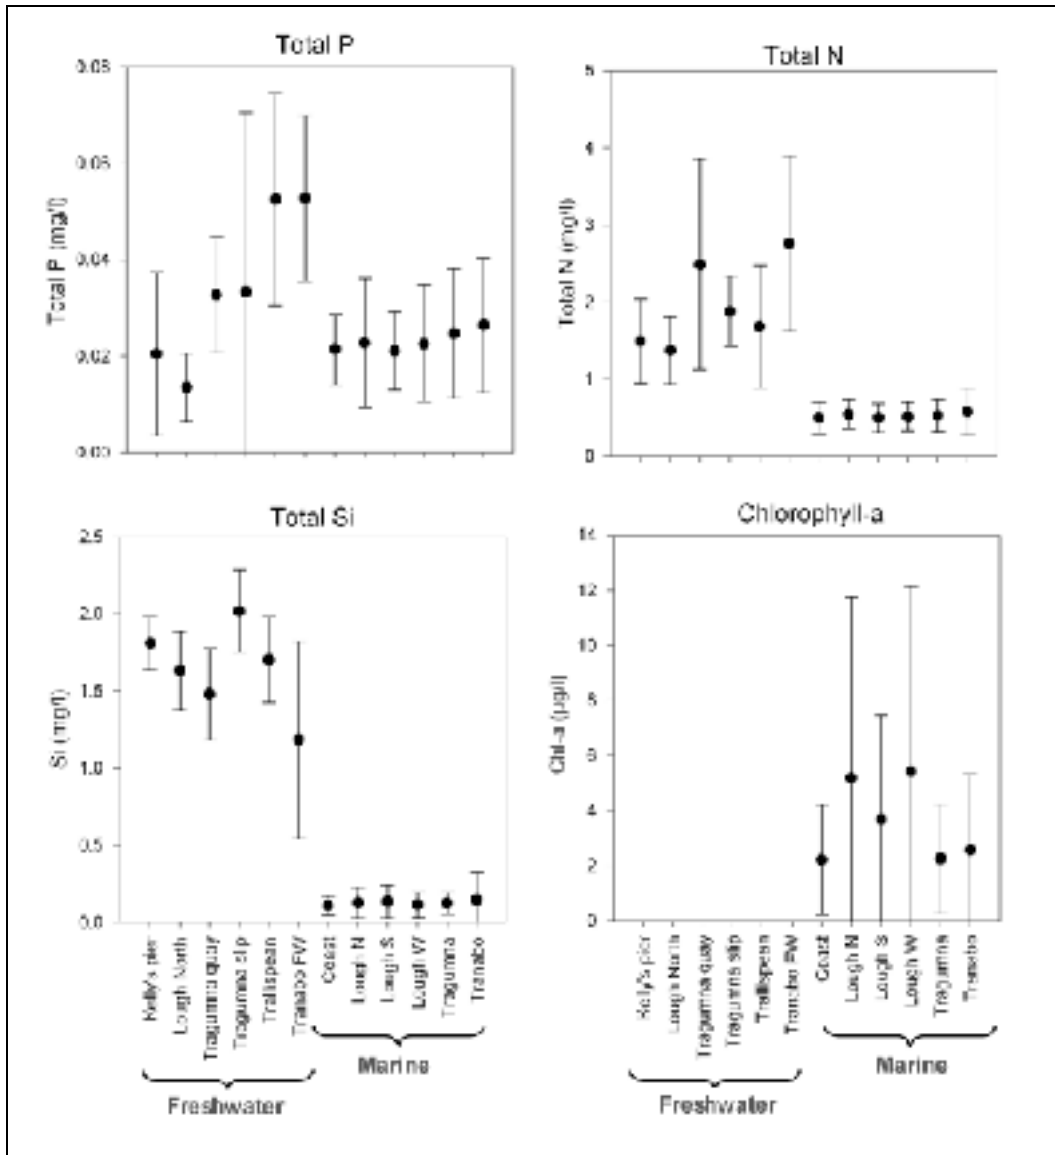 Total P
0.08
0.06
0.04
0.02
0.00
Total P (mg/l)
Total N
5
4
3
2
1
0
Total N (mg/l)
Total Si
2.5
2.0
1.5
1.0
0.5
0.0
Si (mg/l)
Kelly's pier
Lough North
Tragumna quay
Tragumna slip
Trallispean
Tranabo FW
Coast
Lough N
Lough S
Lough W
Tragumna
Tranabo
Freshwater
Marine
Chlorophyll-a
14
12
10
8
6
4
2
0
Chl-a (µg/l)
Kelly's pier
Lough North
Tragumna quay
Tragumna slip
Trallispean
Tranabo FW
Coast
Lough N
Lough S
Lough W
Tragumna
Tranabo
Freshwater
Marine